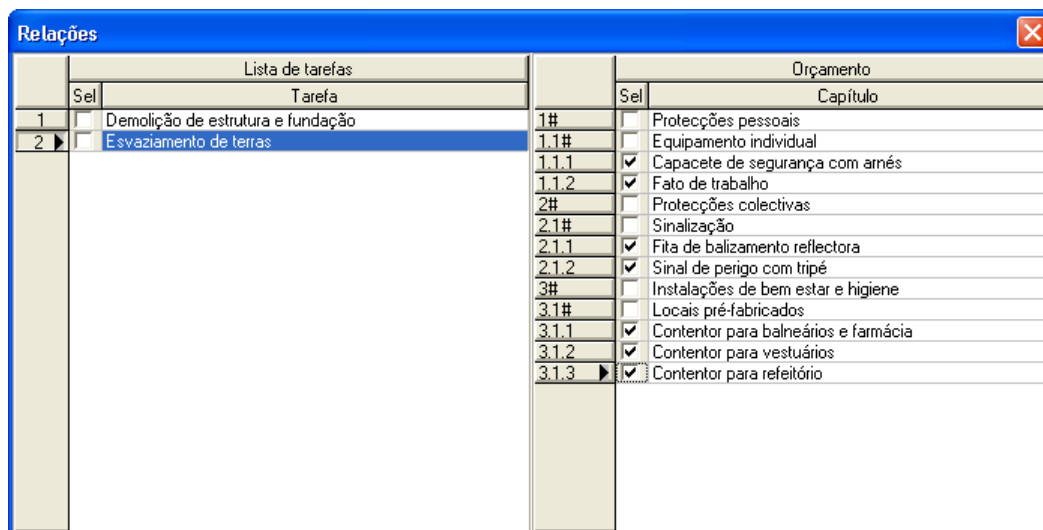 Relações
Lista de tarefas
Sel Tarefa
1 Demolição de estrutura e fundação
2 Esvaziamento de terras
Orçamento
Sel Capítulo
1# Protecções pessoais
1.1# Equipamento individual
1.1.1 Capacete de segurança com arnés
1.1.2 Fato de trabalho
2# Protecções colectivas
2.1# Sinalização
2.1.1 Fita de balizamento reflectora
2.1.2 Sinal de perigo com tripé
3# Instalações de bem estar e higiene
3.1# Locais pré-fabricados
3.1.1 Contentor para balneários e farmácia
3.1.2 Contentor para vestuários
3.1.3 Contentor para refeitório